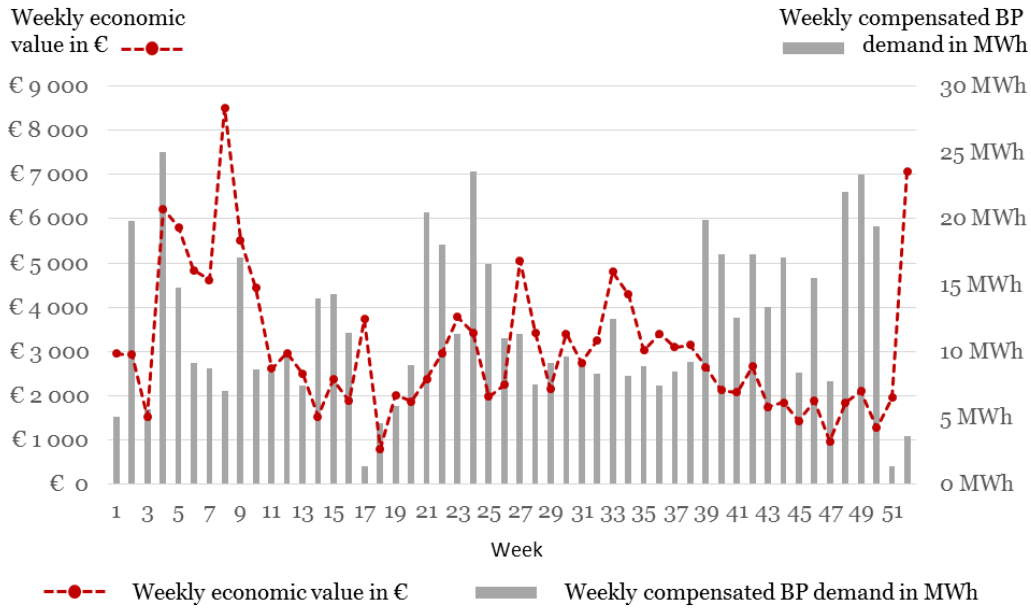 Weekly economic
value in €
Weekly compensated BP
demand in MWh
€ 9 000
€ 8 000
€ 7 000
€ 6 000
€ 5 000
€ 4 000
€ 3 000
€ 2 000
€ 1 000
€ 0
30 MWh
25 MWh
20 MWh
15 MWh
10 MWh
5 MWh
0 MWh
1 3 5 7 9 11 13 15 17 19 21 23 25 27 29 31 33 35 37 39 41 43 45 47 49 51
Week
Weekly economic value in €
Weekly compensated BP demand in MWh